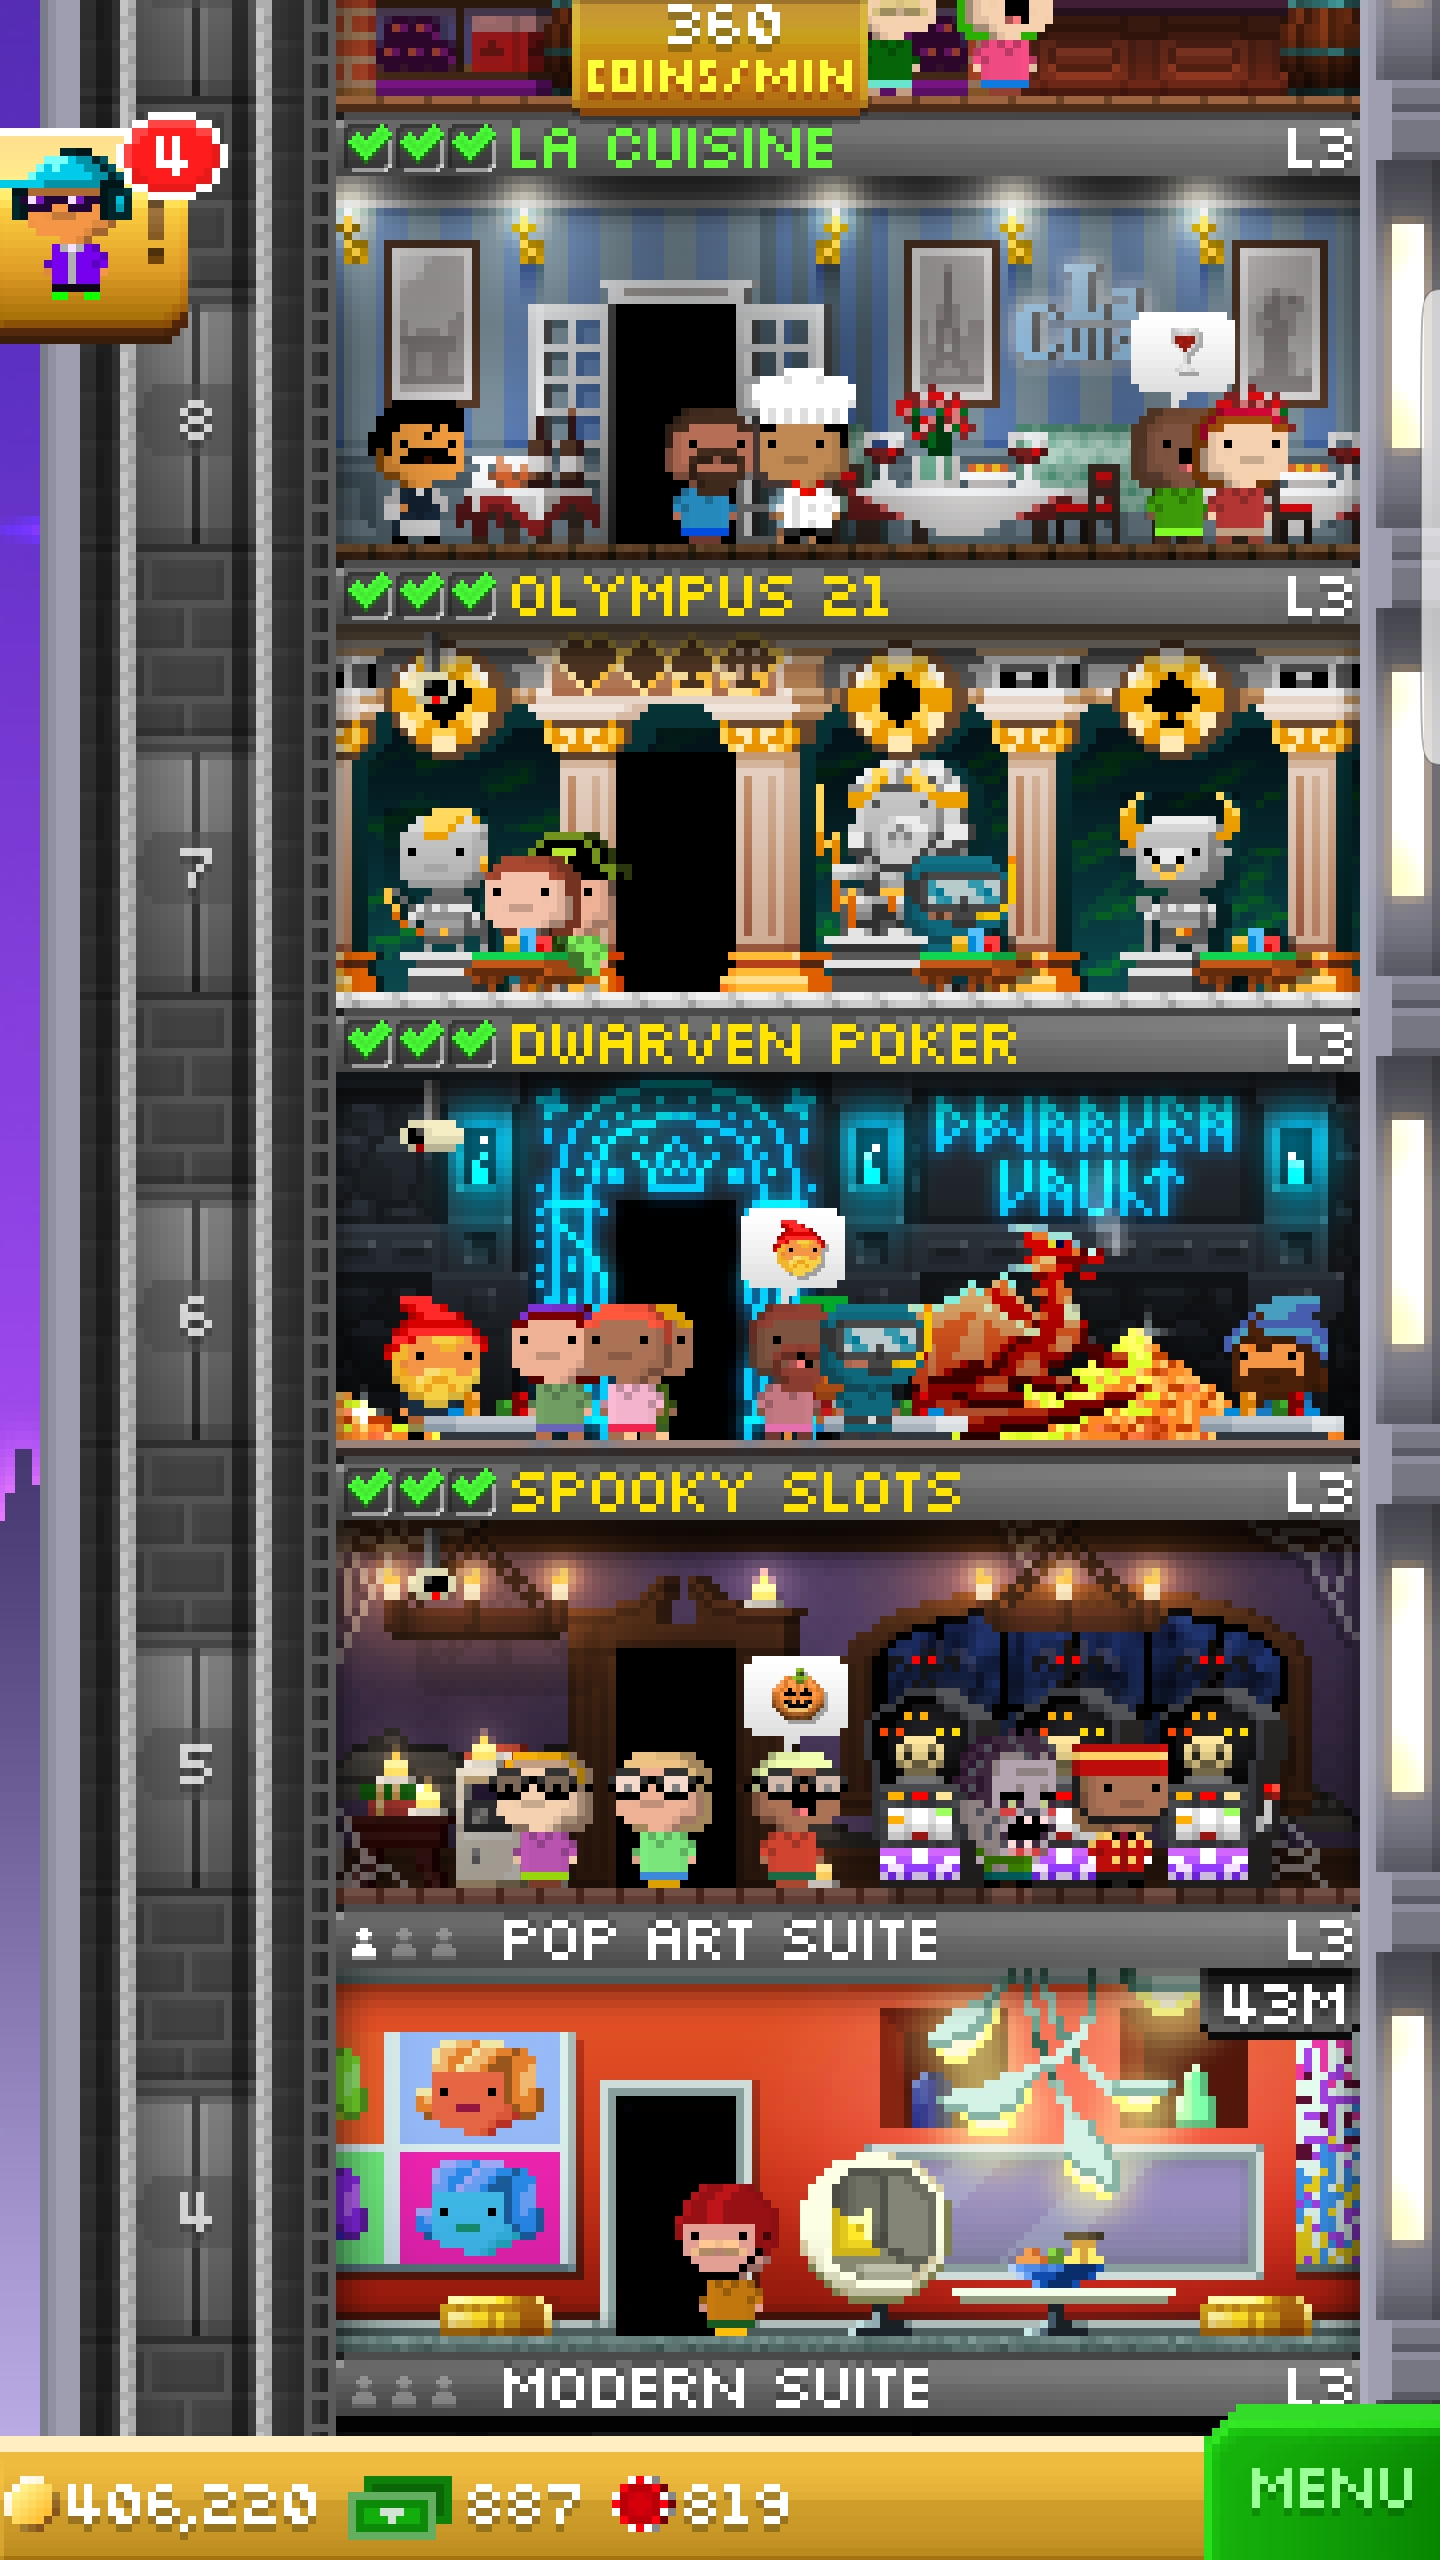 360
COINS/MIN
4
LA CUISINE L3
La
8
OLYMPUS 21 L3
7
DWARVEN POKER L3
DWARVEN
VAULT
6
SPOOKY SLOTS L3
5
POP ART SUITE L3
43M
4
MODERN SUITE L3
406,220 887 819
MENU